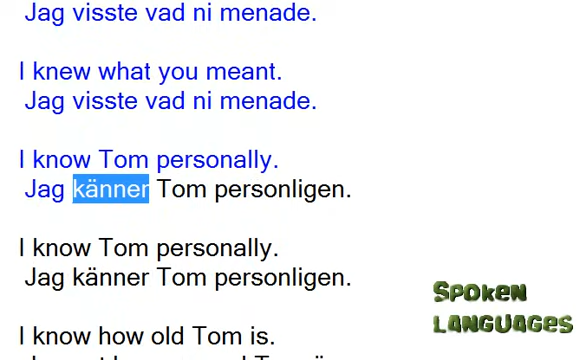 Jag visste vad ni menade.
I knew what you meant.
Jag visste vad ni menade.
I know Tom personally.
Jag känner Tom personligen.
I know Tom personally.
Jag känner Tom personligen.
I know how old Tom is.
Spoken
Languages